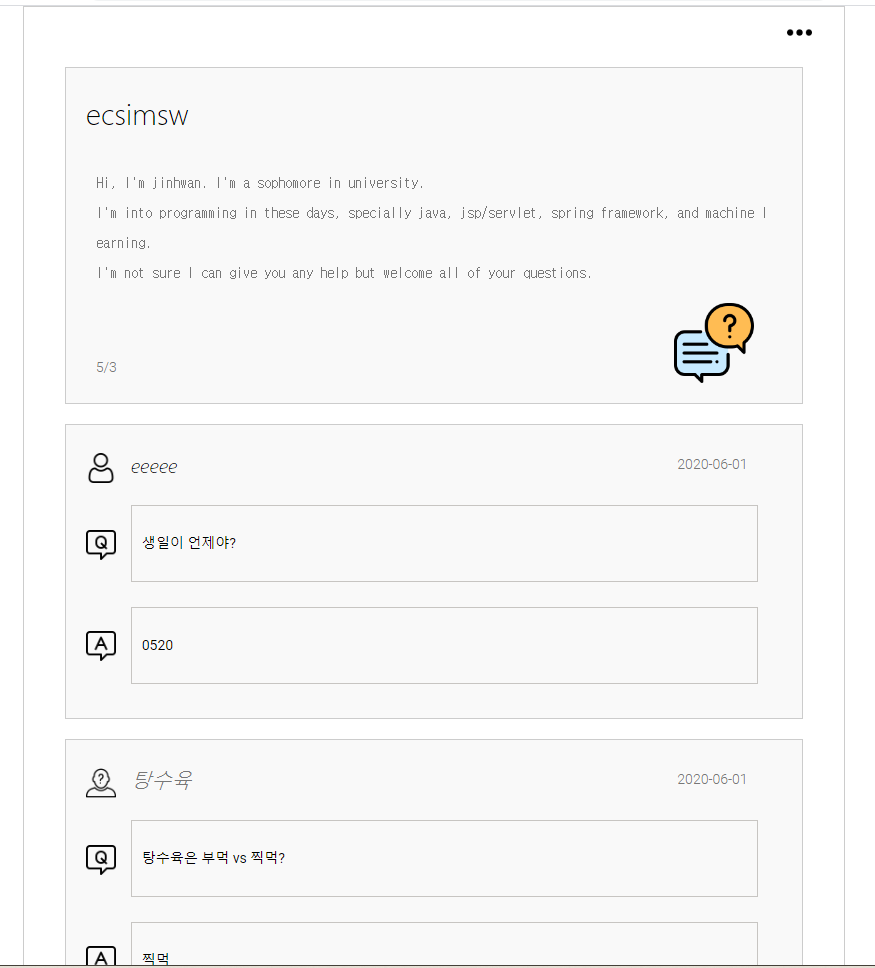 ecsimsw
Hi, I'm jinhwan. I'm a sophomore in university.
I'm into programming in these days, specially java, jsp/servlet, spring framework, and machine l
earning.
I'm not sure I can give you any help but welcome all of your questions.
?
5/3
eeeee 2020-06-01
Q 생일이 언제야?
A 0520
? 탕수육 2020-06-01
Q 탕수육은 부먹 vs 찍먹?
A 찍먹